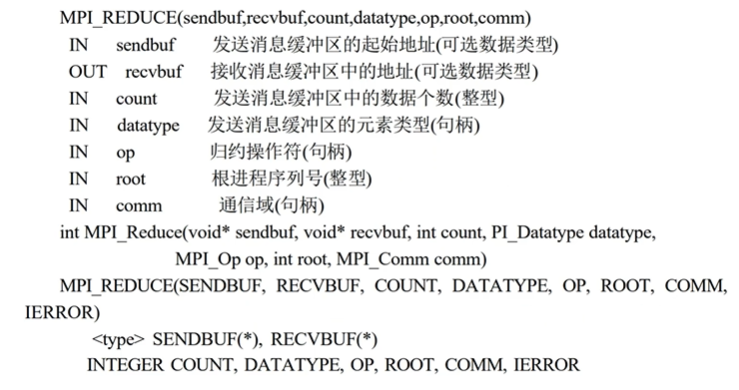 MPI_REDUCE(sendbuf,recvbuf,count,datatype,op,root,comm)
IN sendbuf 发送消息缓冲区的起始地址(可选数据类型)
OUT recvbuf 接收消息缓冲区中的地址(可选数据类型)
IN count 发送消息缓冲区中的数据个数(整型)
IN datatype 发送消息缓冲区的元素类型(句柄)
IN op 归约操作符(句柄)
IN root 根进程序列号(整型)
IN comm 通信域(句柄)
int MPI_Reduce(void* sendbuf, void* recvbuf, int count, PI_Datatype datatype,
MPI_Op op, int root, MPI_Comm comm)
MPI_REDUCE(SENDBUF, RECVBUF, COUNT, DATATYPE, OP, ROOT, COMM,
IERROR)
<type> SENDBUF(*), RECVBUF(*)
INTEGER COUNT, DATATYPE, OP, ROOT, COMM, IERROR